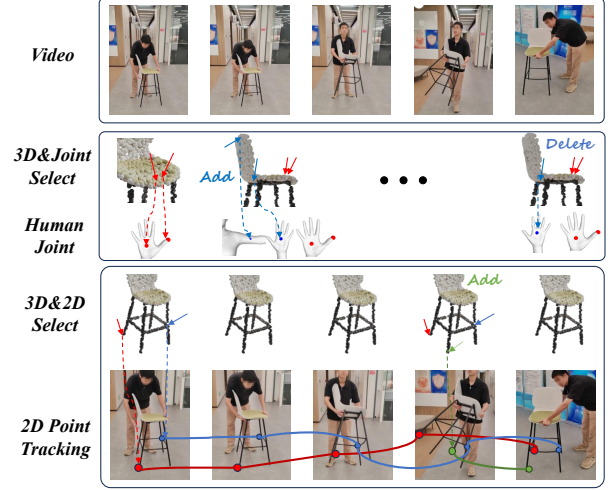 Video
3D&Joint
Select
Add
Delete
Human
Joint
3D&2D
Select
Add
2D Point
Tracking